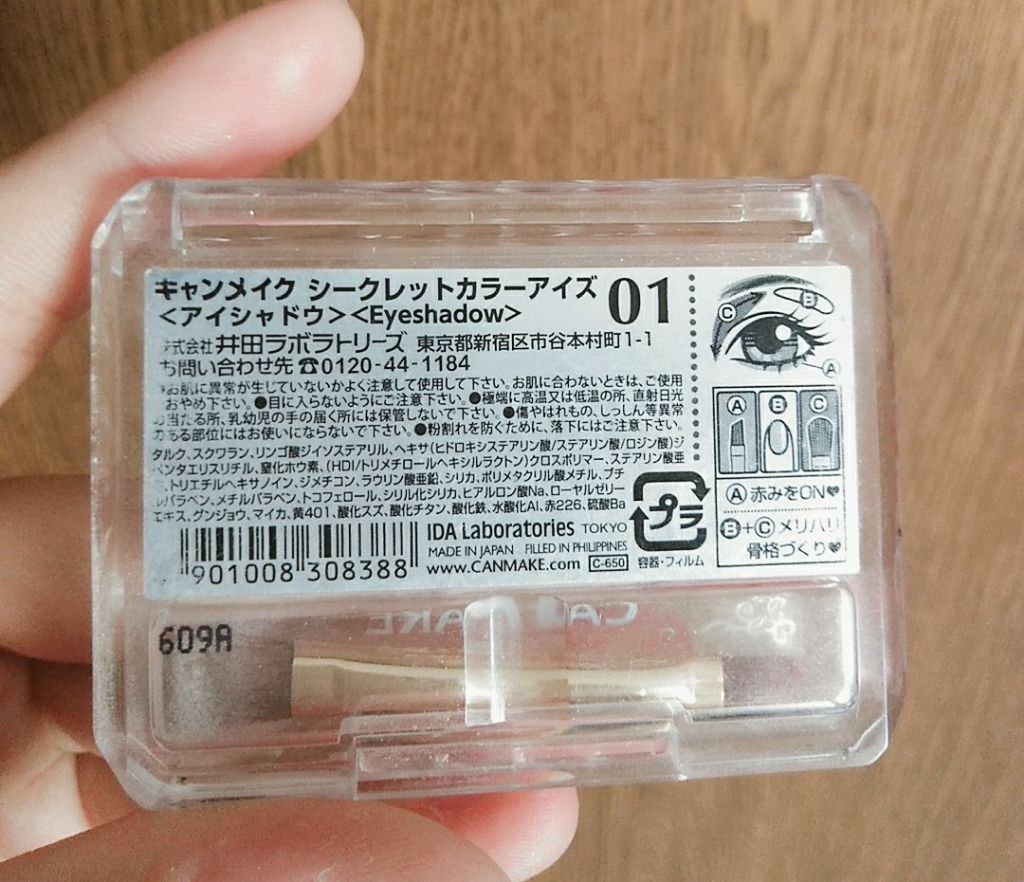 キャンメイク シークレットカラーアイズ 01
<アイシャドウ><Eyeshadow>
式会社 井田ラボラトリーズ 東京都新宿区市谷本村町1-1
問い合わせ先 ☎0120-44-1184
お肌に異常が生じていないかよく注意して使用して下さい。お肌に合わないときは、ご使用
おやめ下さい。●目に入らないようにご注意下さい。●極端に高温又は低温の所、直射日光
当たる所、乳幼児の手の届く所には保管しないで下さい。●傷やはれもの、しっしん等異常
ある部位にはお使いにならないで下さい。●粉割れを防ぐために、落下にはご注意下さい。
タルク、スクワラン、リンゴ酸ジイソステアリル、ヘキサ(ヒドロキシステアリン酸/ステアリン酸/ロジン酸)ジ
ペンタエリスリチル、窒化ホウ素、(HDI/トリメチロールヘキシルラクトン)クロスポリマー、ステアリン酸亜
、トリエチルヘキサノイン、ジメチコン、ラウリン酸亜鉛、シリカ、ポリメタクリル酸メチル、ブチ
ルパラベン、メチルパラベン、トコフェロール、シリル化シリカ、ヒアルロン酸Na、ローヤルゼリー
エキス、グンジョウ、マイカ、黄401、酸化スズ、酸化チタン、酸化鉄、水酸化Al、赤226、硫酸Ba
IDA Laboratories TOKYO
MADE IN JAPAN FILLED IN PHILIPPINES
www.CANMAKE.com C-650
901008 308388
プラ
容器・フィルム
B
C
A
A B C
A 赤みをON♥
B+C メリハリ
骨格づくり♥
609A